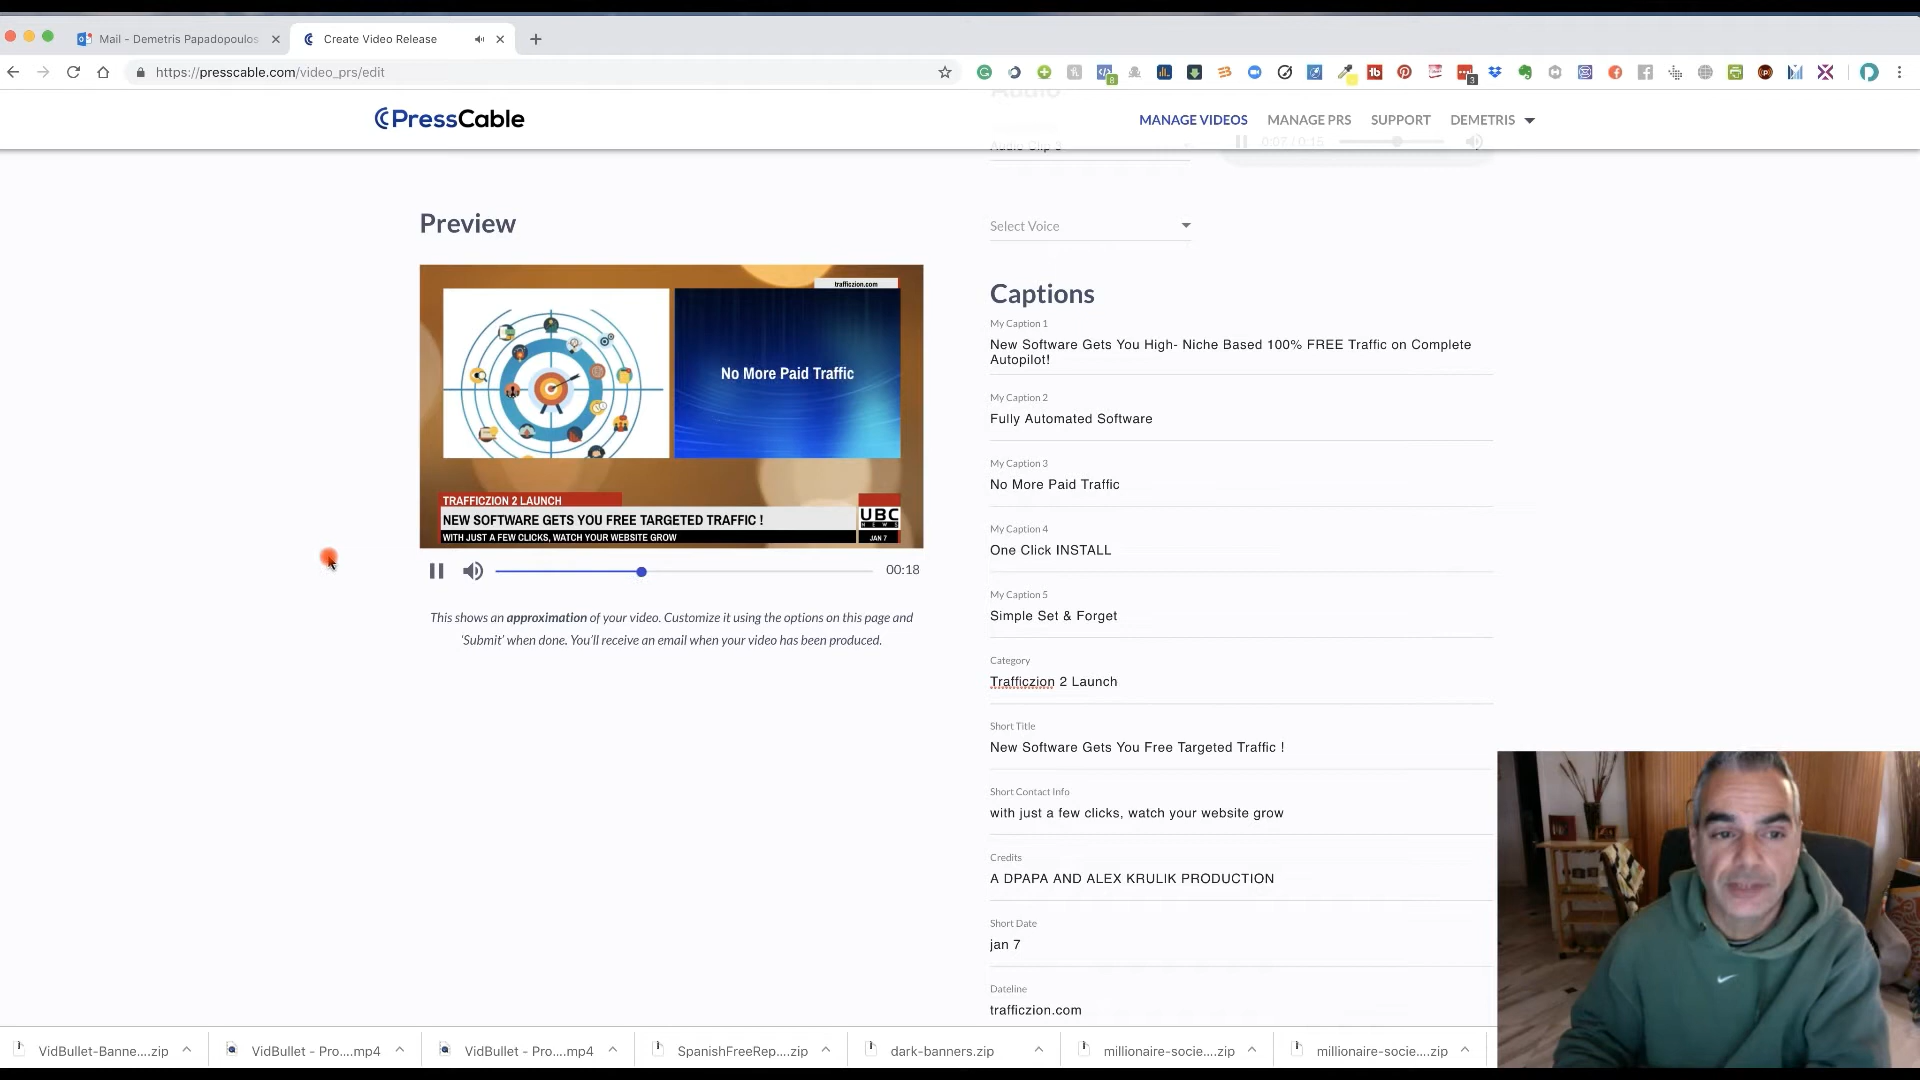 Mail - Demetris Papadopoulos
Create Video Release
https://presscable.com/video_prs/edit
PressCable
MANAGE VIDEOS
MANAGE PRS
SUPPORT
DEMETRIS
Audio
Audio Clip 3
0:07 / 0:15
Preview
Select Voice
trafficzion.com
No More Paid Traffic
TRAFFICZION 2 LAUNCH
NEW SOFTWARE GETS YOU FREE TARGETED TRAFFIC !
WITH JUST A FEW CLICKS, WATCH YOUR WEBSITE GROW
UBC
NEWS
JAN 7
00:18
This shows an approximation of your video. Customize it using the options on this page and
'Submit' when done. You'll receive an email when your video has been produced.
Captions
My Caption 1
New Software Gets You High- Niche Based 100% FREE Traffic on Complete
Autopilot!
My Caption 2
Fully Automated Software
My Caption 3
No More Paid Traffic
My Caption 4
One Click INSTALL
My Caption 5
Simple Set & Forget
Category
Trafficzion 2 Launch
Short Title
New Software Gets You Free Targeted Traffic !
Short Contact Info
with just a few clicks, watch your website grow
Credits
A DPAPA AND ALEX KRULIK PRODUCTION
Short Date
jan 7
Dateline
trafficzion.com
VidBullet-Banne....zip
VidBullet - Pro....mp4
VidBullet - Pro....mp4
SpanishFreeRep....zip
dark-banners.zip
millionaire-socie....zip
millionaire-socie....zip